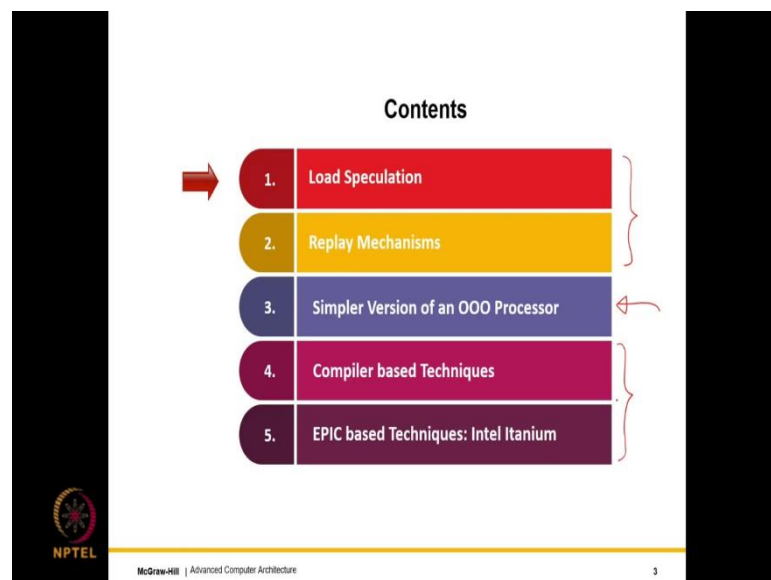 Contents
1. Load Speculation
2. Replay Mechanisms
3. Simpler Version of an OOO Processor
4. Compiler based Techniques
5. EPIC based Techniques: Intel Itanium
NPTEL
McGraw-Hill | Advanced Computer Architecture 3